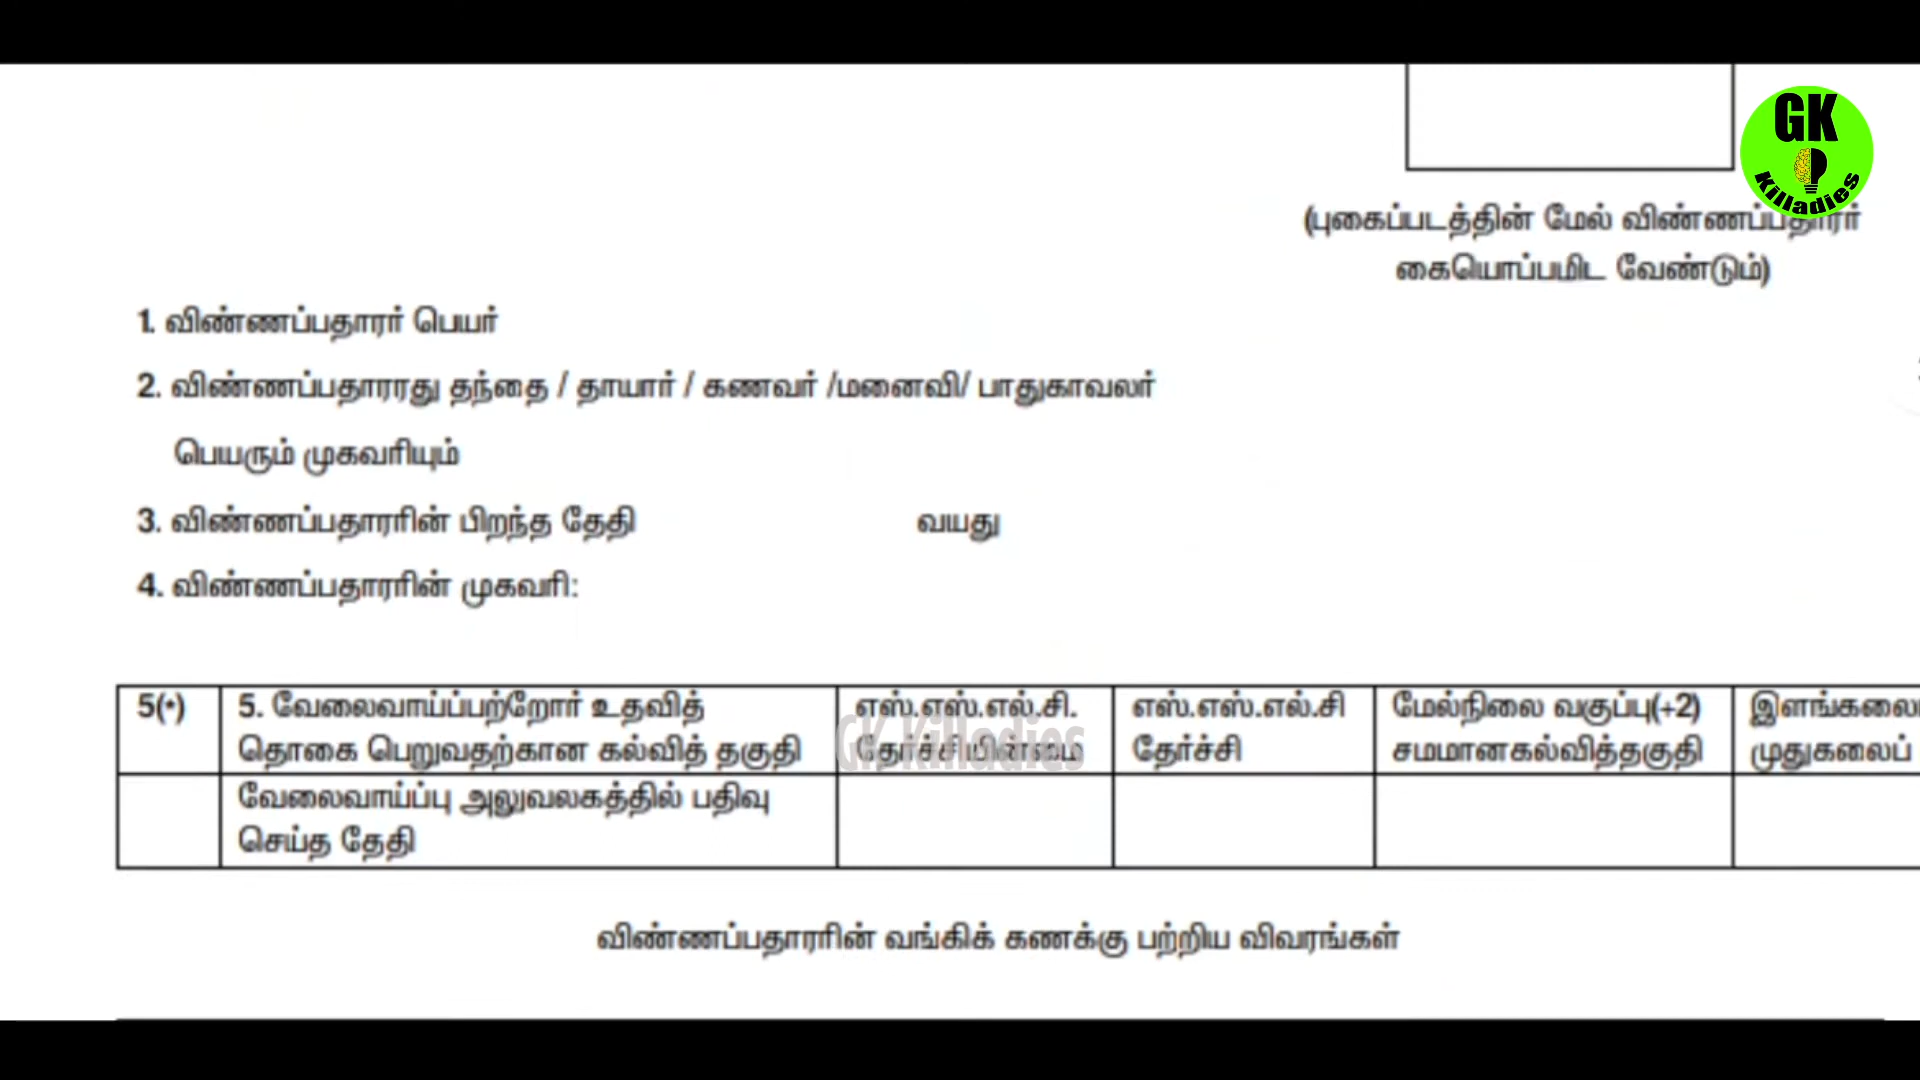 GK
Killadies
(புகைப்படத்தின் மேல் விண்ணப்பதாரர்
கையொப்பமிட வேண்டும்)
1. விண்ணப்பதாரர் பெயர்
2. விண்ணப்பதாரரது தந்தை / தாயார் / கணவர் /மனைவி/ பாதுகாவலர்
பெயரும் முகவரியும்
3. விண்ணப்பதாரரின் பிறந்த தேதி வயது
4. விண்ணப்பதாரரின் முகவரி:
5(*) 5. வேலைவாய்ப்பற்றோர் உதவித் எஸ்.எஸ்.எல்.சி. எஸ்.எஸ்.எல்.சி மேல்நிலை வகுப்பு(+2)
தொகை பெறுவதற்கான கல்வித் தகுதி தேர்ச்சியின்மை தேர்ச்சி சமமானகல்வித்தகுதி முதுகலைப்
GK Killadies
வேலைவாய்ப்பு அலுவலகத்தில் பதிவு
செய்த தேதி
விண்ணப்பதாரரின் வங்கிக் கணக்கு பற்றிய விவரங்கள்